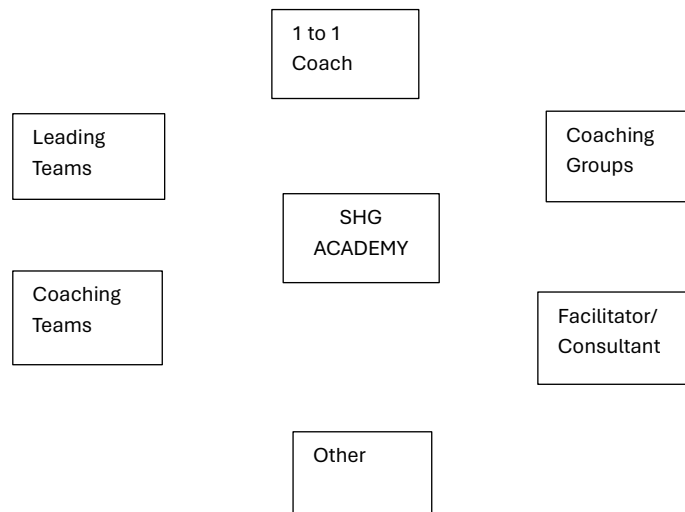 1 to 1
Coach
Leading
Teams
Coaching
Groups
SHG
ACADEMY
Coaching
Teams
Facilitator/
Consultant
Other